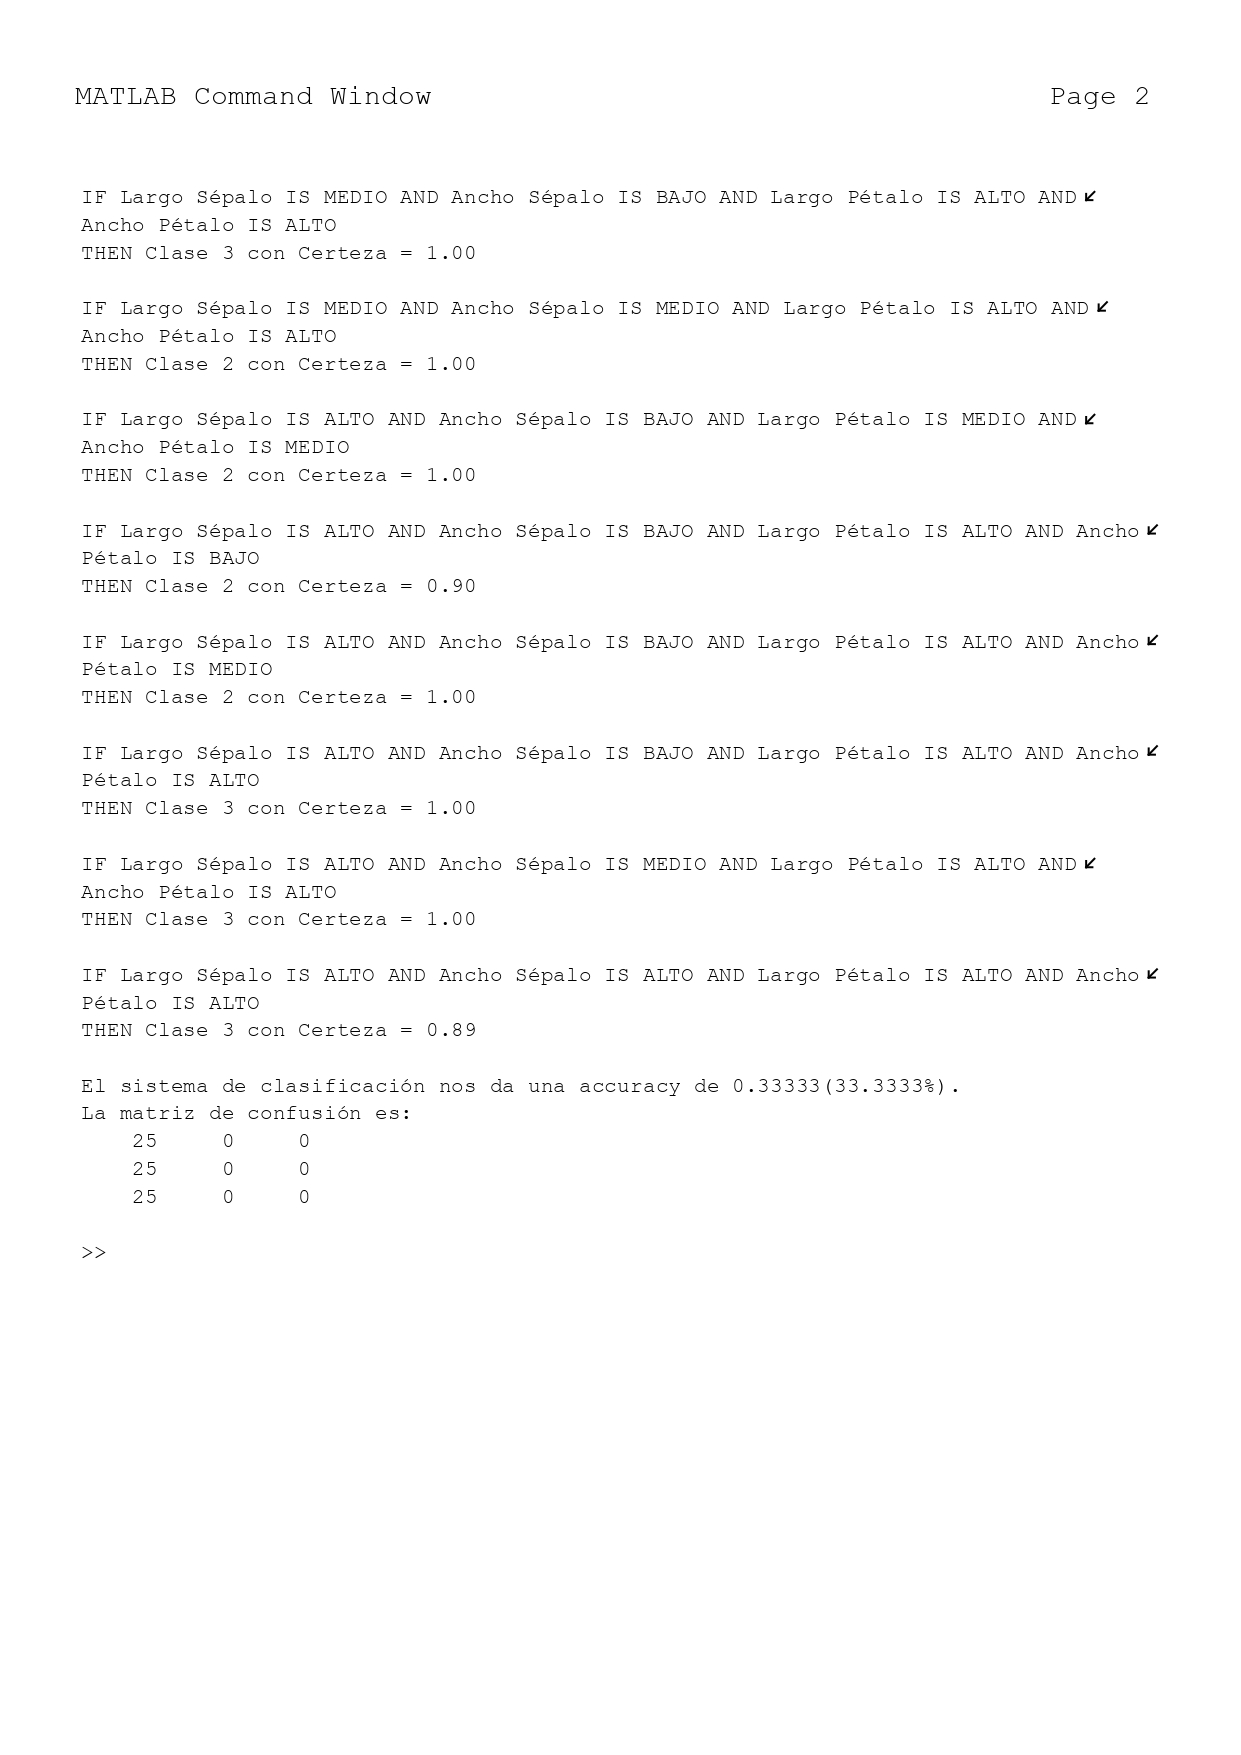 MATLAB Command Window Page 2
IF Largo Sépalo IS MEDIO AND Ancho Sépalo IS BAJO AND Largo Pétalo IS ALTO AND↙
Ancho Pétalo IS ALTO
THEN Clase 3 con Certeza = 1.00
IF Largo Sépalo IS MEDIO AND Ancho Sépalo IS MEDIO AND Largo Pétalo IS ALTO AND↙
Ancho Pétalo IS ALTO
THEN Clase 2 con Certeza = 1.00
IF Largo Sépalo IS ALTO AND Ancho Sépalo IS BAJO AND Largo Pétalo IS MEDIO AND↙
Ancho Pétalo IS MEDIO
THEN Clase 2 con Certeza = 1.00
IF Largo Sépalo IS ALTO AND Ancho Sépalo IS BAJO AND Largo Pétalo IS ALTO AND Ancho↙
Pétalo IS BAJO
THEN Clase 2 con Certeza = 0.90
IF Largo Sépalo IS ALTO AND Ancho Sépalo IS BAJO AND Largo Pétalo IS ALTO AND Ancho↙
Pétalo IS MEDIO
THEN Clase 2 con Certeza = 1.00
IF Largo Sépalo IS ALTO AND Ancho Sépalo IS BAJO AND Largo Pétalo IS ALTO AND Ancho↙
Pétalo IS ALTO
THEN Clase 3 con Certeza = 1.00
IF Largo Sépalo IS ALTO AND Ancho Sépalo IS MEDIO AND Largo Pétalo IS ALTO AND↙
Ancho Pétalo IS ALTO
THEN Clase 3 con Certeza = 1.00
IF Largo Sépalo IS ALTO AND Ancho Sépalo IS ALTO AND Largo Pétalo IS ALTO AND Ancho↙
Pétalo IS ALTO
THEN Clase 3 con Certeza = 0.89
El sistema de clasificación nos da una accuracy de 0.33333(33.3333%).
La matriz de confusión es:
25 0 0
25 0 0
25 0 0
>>